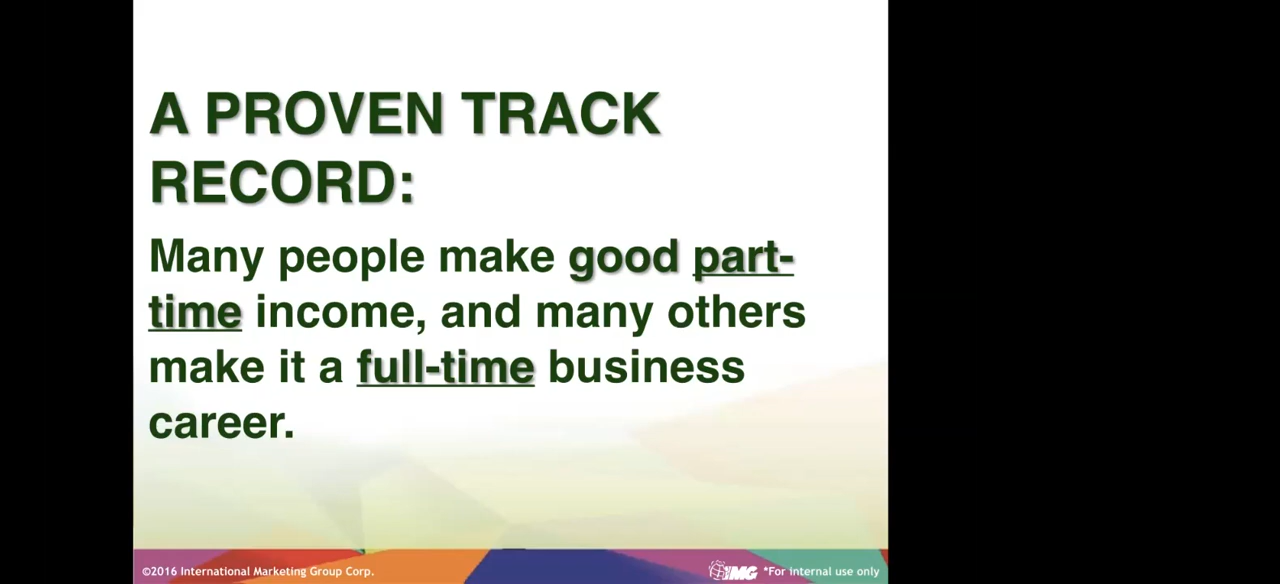 A PROVEN TRACK
RECORD:
Many people make good part-
time income, and many others
make it a full-time business
career.
©2016 International Marketing Group Corp.
IMG
*For internal use only